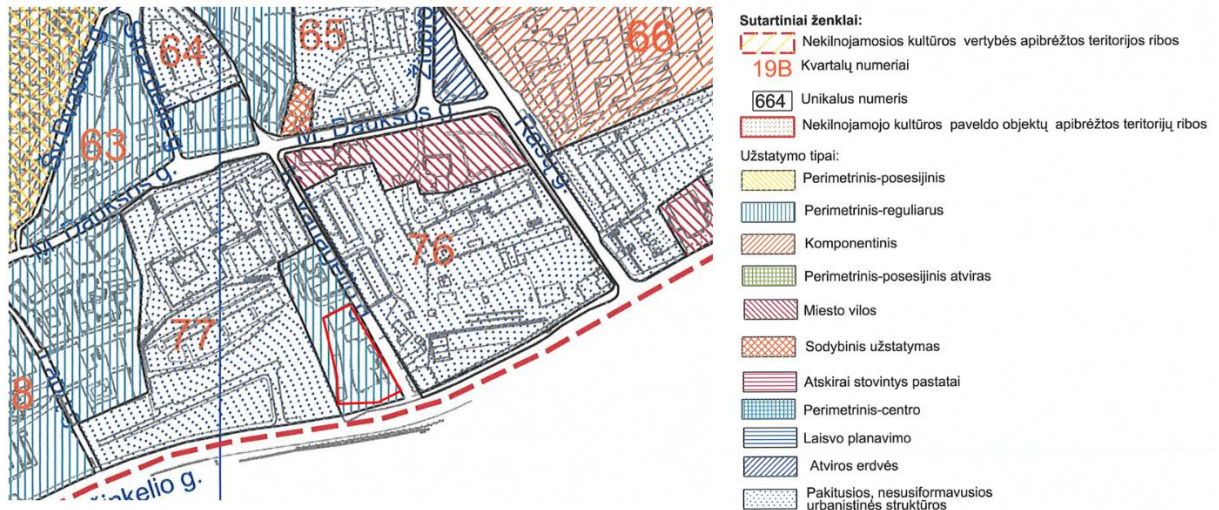 64
65
66
63
M. Daukšos g.
M. Daukšos g.
Rasų g.
76
77
8
Sutartiniai ženklai:
Nekilnojamosios kultūros vertybės apibrėžtos teritorijos ribos
19B Kvartalų numeriai
664 Unikalus numeris
Nekilnojamojo kultūros paveldo objektų apibrėžtos teritorijų ribos
Užstatymo tipai:
Perimetrinis-posesijinis
Perimetrinis-reguliarus
Komponentinis
Perimetrinis-posesijinis atviras
Miesto vilos
Sodybinis užstatymas
Atskirai stovintys pastatai
Perimetrinis-centro
Laisvo planavimo
Atviros erdvės
Pakitusios, nesusiformavusios
urbanistinės struktūros